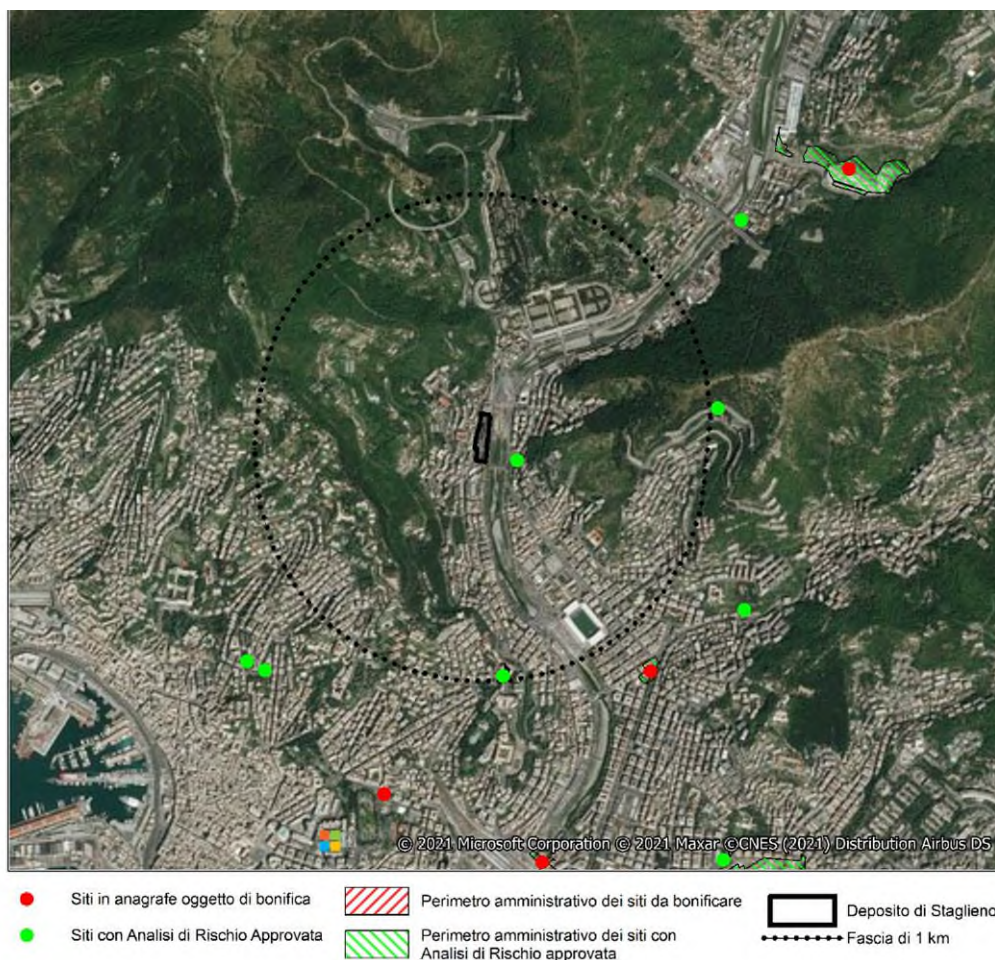 © 2021 Microsoft Corporation © 2021 Maxar ©CNES (2021) Distribution Airbus DS
Siti in anagrafe oggetto di bonifica
Siti con Analisi di Rischio Approvata
Perimetro amministrativo dei siti da bonificare
Perimetro amministrativo dei siti con
Analisi di Rischio approvata
Deposito di Staglieno
Fascia di 1 km